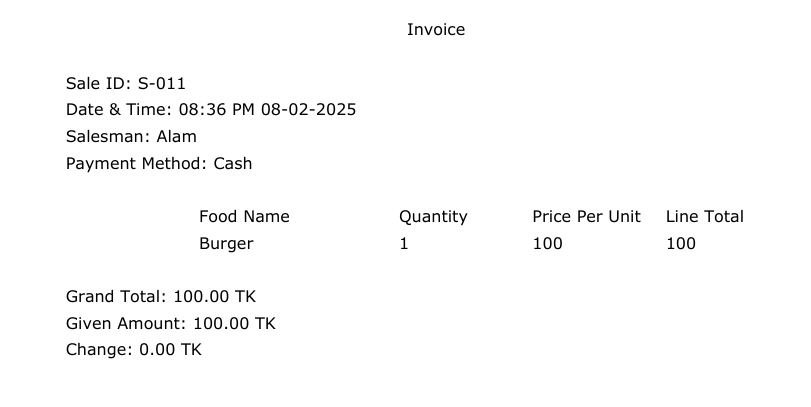 Invoice
Sale ID: S-011
Date & Time: 08:36 PM 08-02-2025
Salesman: Alam
Payment Method: Cash
Food Name Quantity Price Per Unit Line Total
Burger 1 100 100
Grand Total: 100.00 TK
Given Amount: 100.00 TK
Change: 0.00 TK